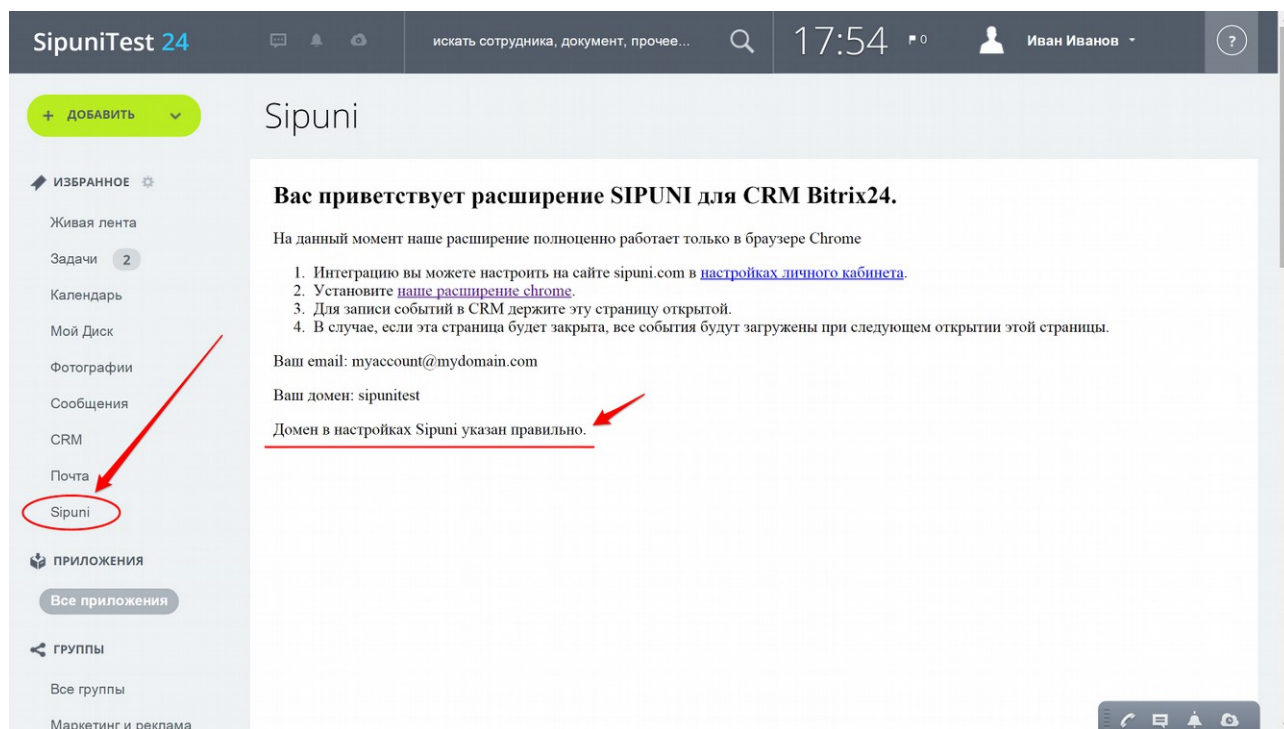 SipuniTest 24
искать сотрудника, документ, прочее...
17:54
0
Иван Иванов
?
+ ДОБАВИТЬ
Sipuni
ИЗБРАННОЕ
Живая лента
Задачи 2
Календарь
Мой Диск
Фотографии
Сообщения
CRM
Почта
Sipuni
ПРИЛОЖЕНИЯ
Все приложения
ГРУППЫ
Все группы
Маркетинг и реклама
Вас приветствует расширение SIPUNI для CRM Bitrix24.
На данный момент наше расширение полноценно работает только в браузере Chrome
1. Интеграцию вы можете настроить на сайте sipuni.com в настройках личного кабинета.
2. Установите наше расширение chrome.
3. Для записи событий в CRM держите эту страницу открытой.
4. В случае, если эта страница будет закрыта, все события будут загружены при следующем открытии этой страницы.
Ваш email: myaccount@mydomain.com
Ваш домен: sipunitest
Домен в настройках Sipuni указан правильно.